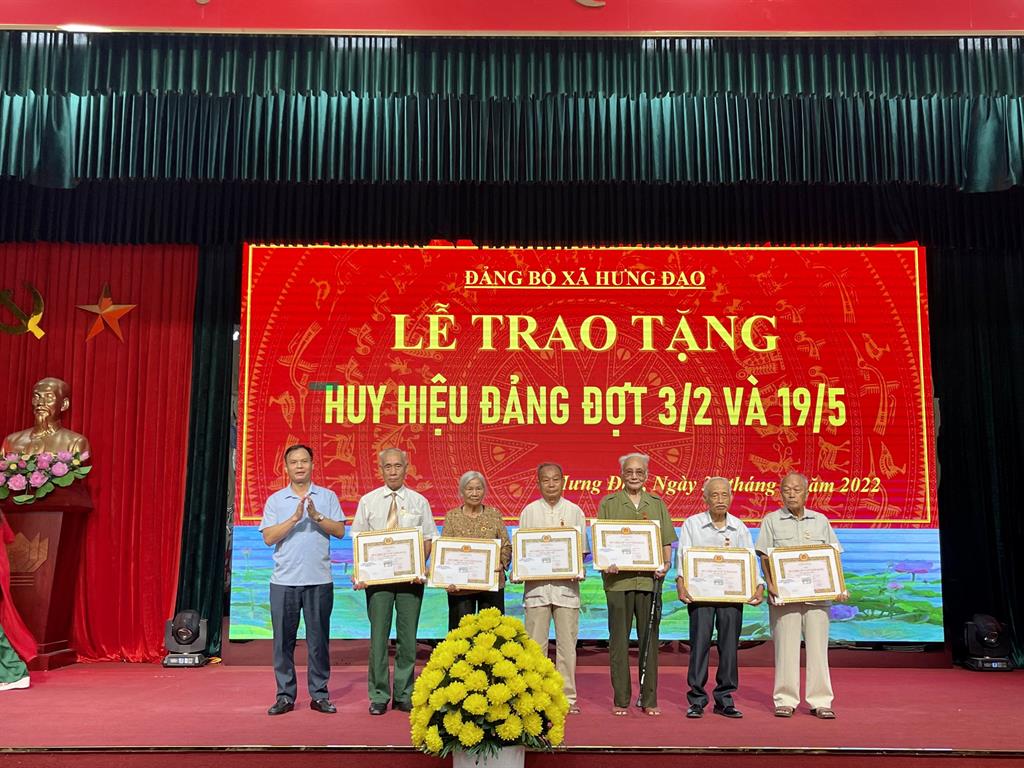 ĐẢNG BỘ XÃ HƯNG ĐẠO
LỄ TRAO TẶNG
HUY HIỆU ĐẢNG ĐỢT 3/2 VÀ 19/5
Ngày tháng năm 2022